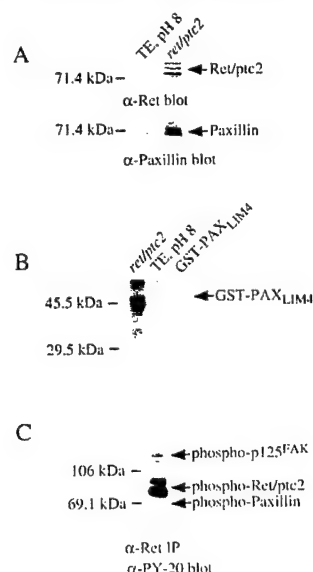 A
TE, pH 8
ret/ptc2
71.4 kDa
Ret/ptc2
α-Ret blot
71.4 kDa
Paxillin
α-Paxillin blot
B
ret/ptc2
TE, pH 8
GST-PAXLIM4
45.5 kDa
GST-PAXLIM4
29.5 kDa
C
phospho-p125FAK
106 kDa
phospho-Ret/ptc2
69.1 kDa
phospho-Paxillin
α-Ret IP
α-PY-20 blot